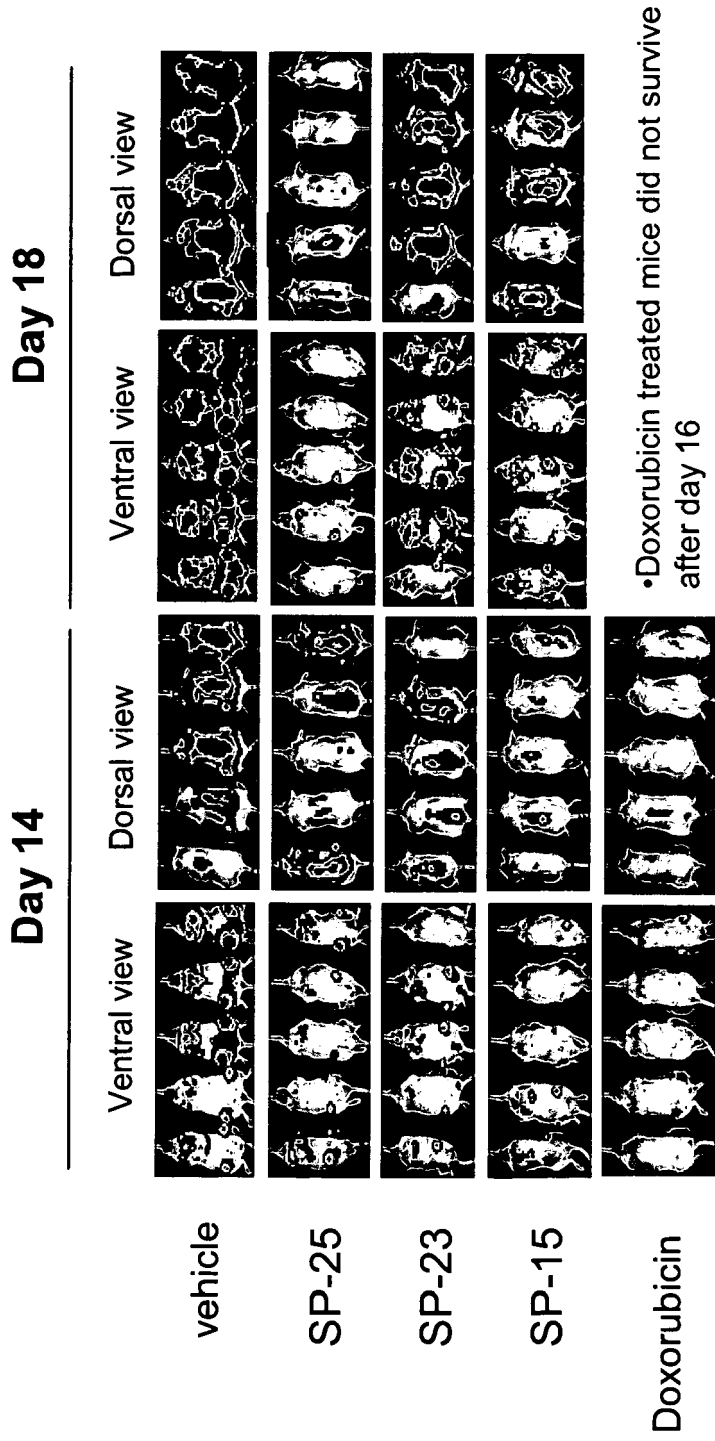 Day 14
Day 18
Ventral view
Dorsal view
Ventral view
Dorsal view
vehicle
SP-25
SP-23
SP-15
Doxorubicin
•Doxorubicin treated mice did not survive
after day 16